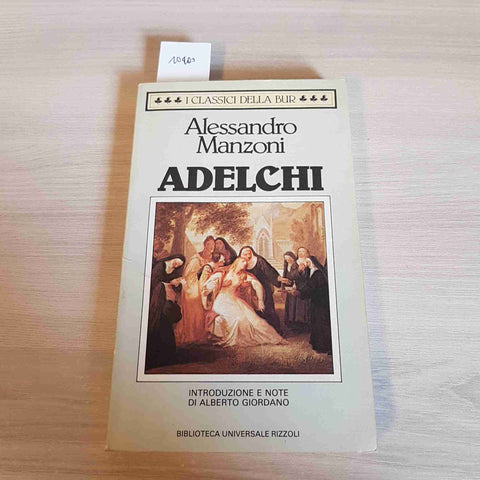 I CLASSICI DELLA BUR
Alessandro
Manzoni
ADELCHI
INTRODUZIONE E NOTE
DI ALBERTO GIORDANO
BIBLIOTECA UNIVERSALE RIZZOLI